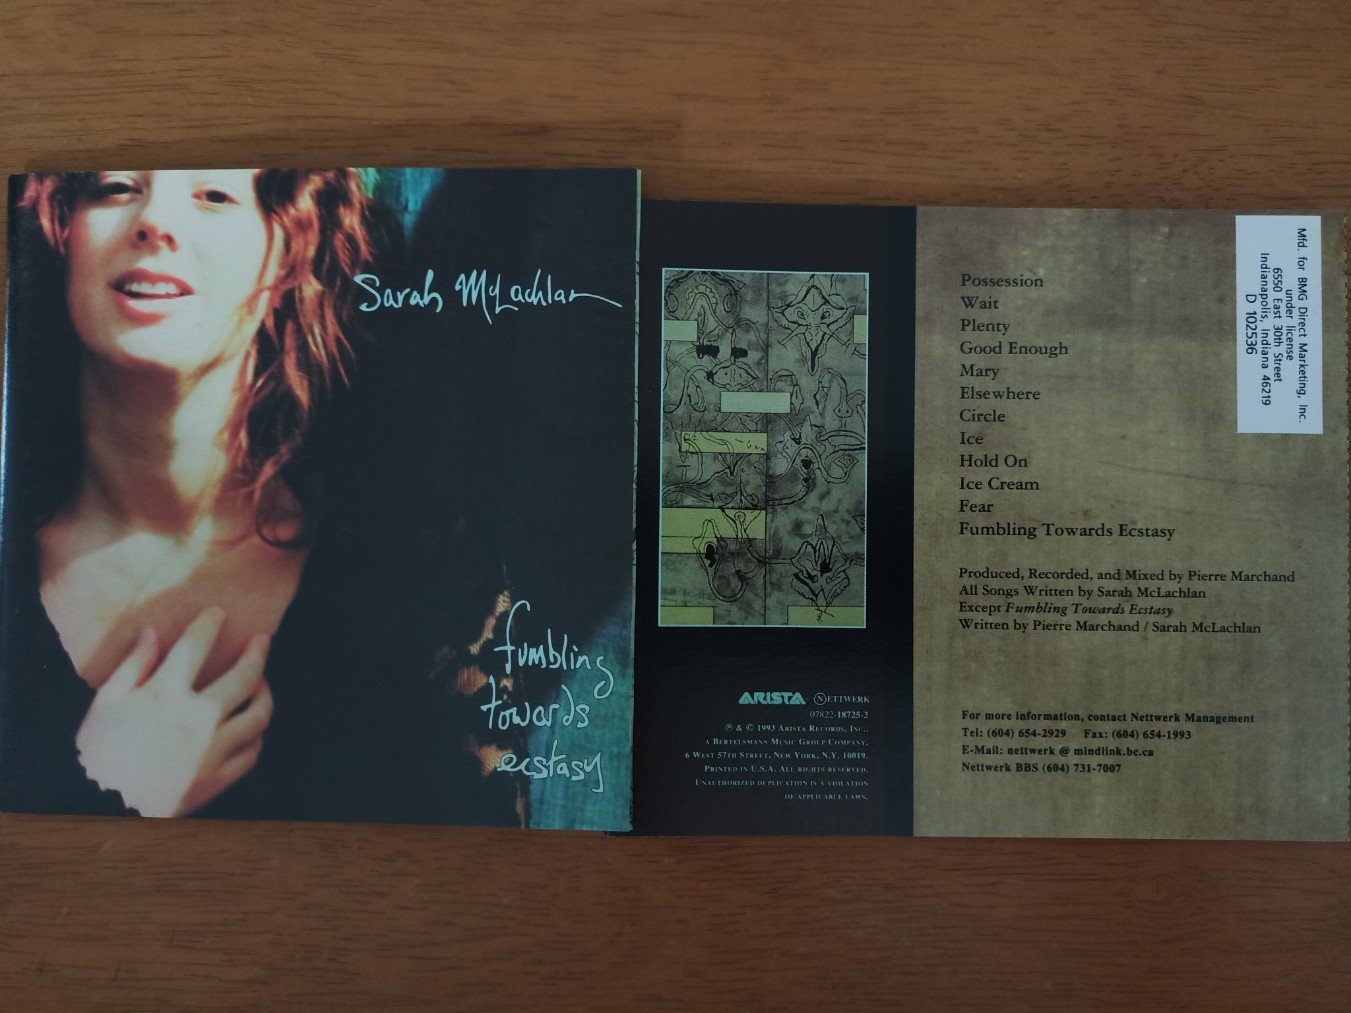 Sarah McLachlan
fumbling
towards
ecstasy
ARISTA NETTWERK
07822-18725-2
℗ & © 1993 ARISTA RECORDS, INC.,
A BERTELSMANN MUSIC GROUP COMPANY,
6 WEST 57TH STREET, NEW YORK, N.Y. 10019.
PRINTED IN U.S.A. ALL RIGHTS RESERVED.
UNAUTHORIZED DUPLICATION IS A VIOLATION
OF APPLICABLE LAWS.
Possession
Wait
Plenty
Good Enough
Mary
Elsewhere
Circle
Ice
Hold On
Ice Cream
Fear
Fumbling Towards Ecstasy
Produced, Recorded, and Mixed by Pierre Marchand
All Songs Written by Sarah McLachlan
Except Fumbling Towards Ecstasy
Written by Pierre Marchand / Sarah McLachlan
For more information, contact Nettwerk Management
Tel: (604) 654-2929 Fax: (604) 654-1993
E-Mail: nettwerk @ mindlink.bc.ca
Nettwerk BBS (604) 731-7007
Mfd. for BMG Direct Marketing, Inc.
under license
6550 East 30th Street
Indianapolis, Indiana 46219
D 102536